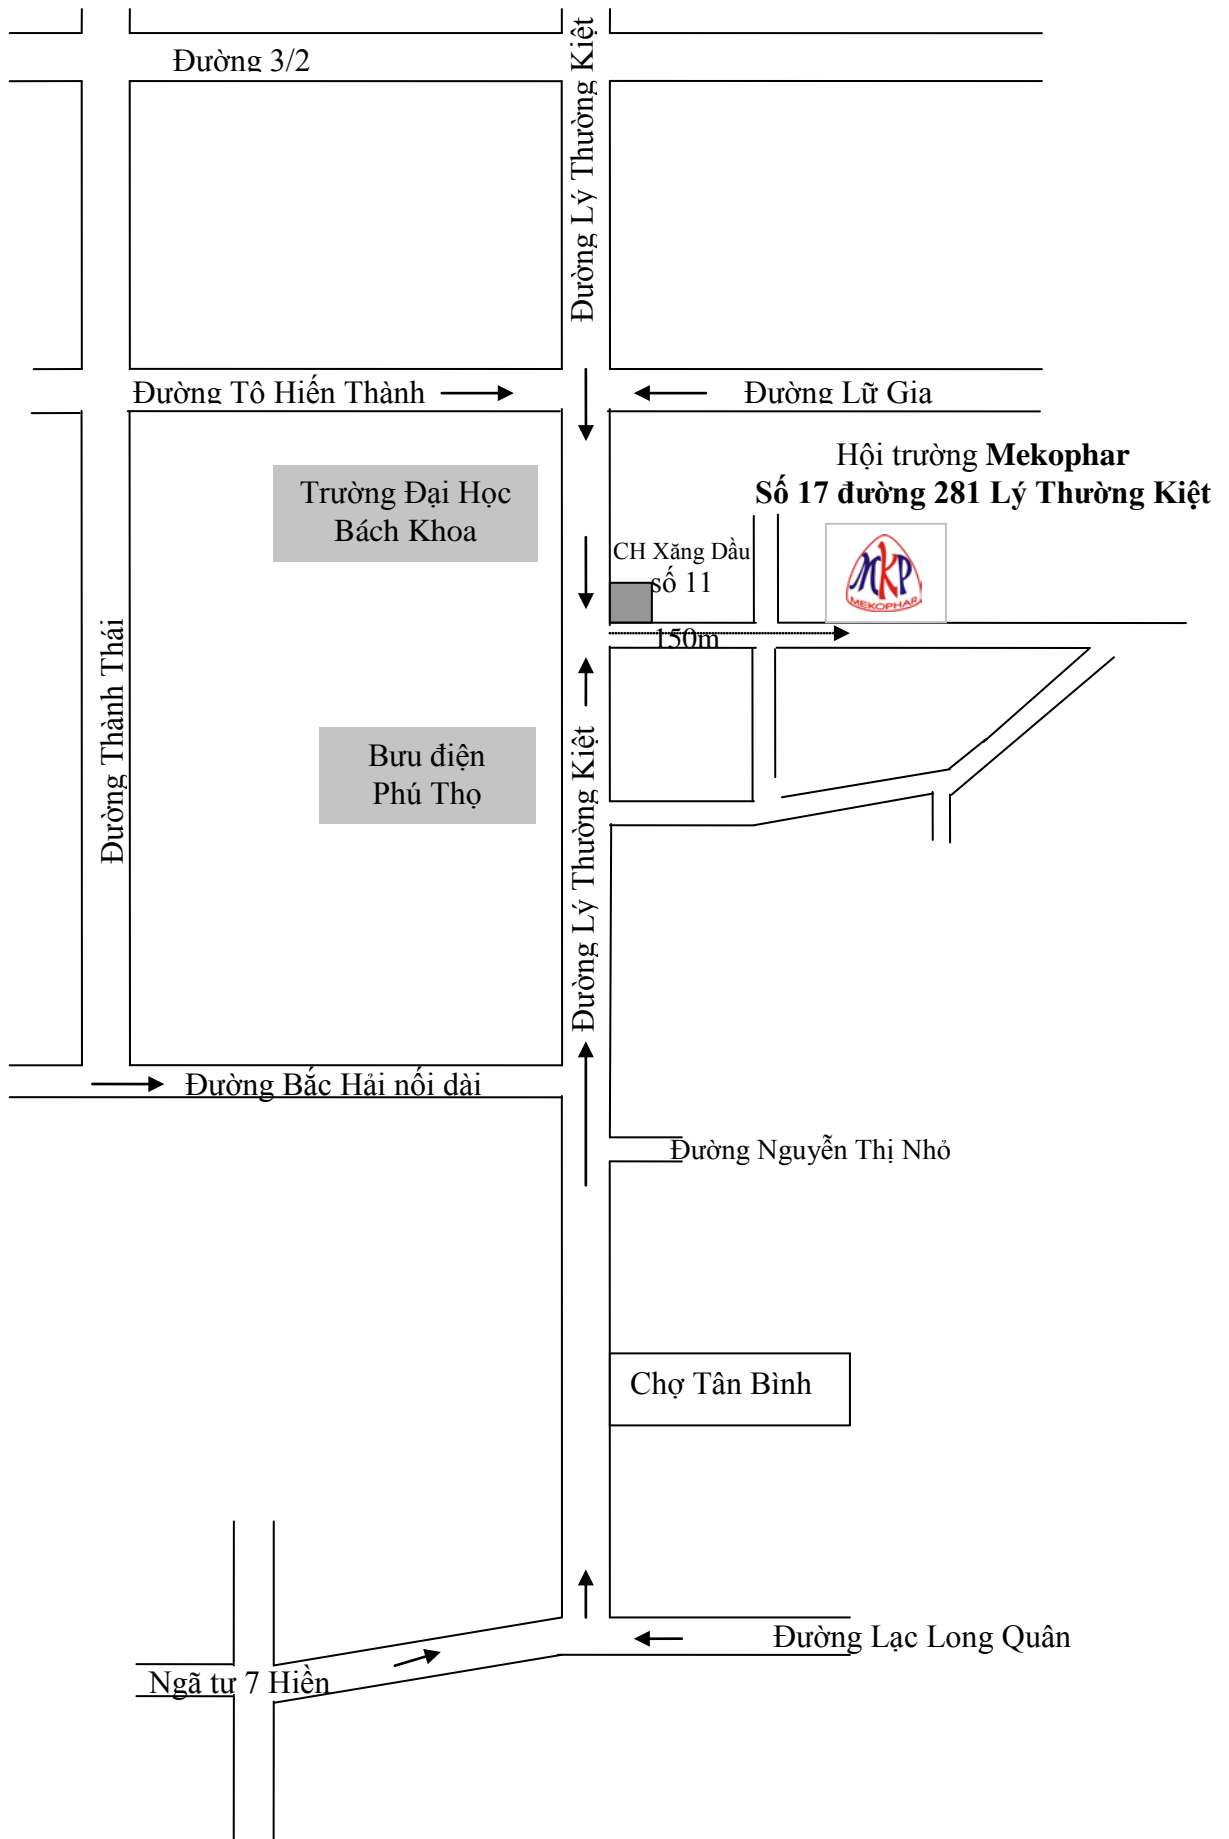 Đường 3/2
Đường Lý Thường Kiệt
Đường Tô Hiến Thành
Đường Lữ Gia
Hội trường Mekophar
Số 17 đường 281 Lý Thường Kiệt
Trường Đại Học
Bách Khoa
CH Xăng Dầu
số 11
MKP
MEKOPHAR
150m
Đường Thành Thái
Bưu điện
Phú Thọ
Đường Lý Thường Kiệt
Đường Bắc Hải nối dài
Đường Nguyễn Thị Nhỏ
Chợ Tân Bình
Đường Lạc Long Quân
Ngã tư 7 Hiền